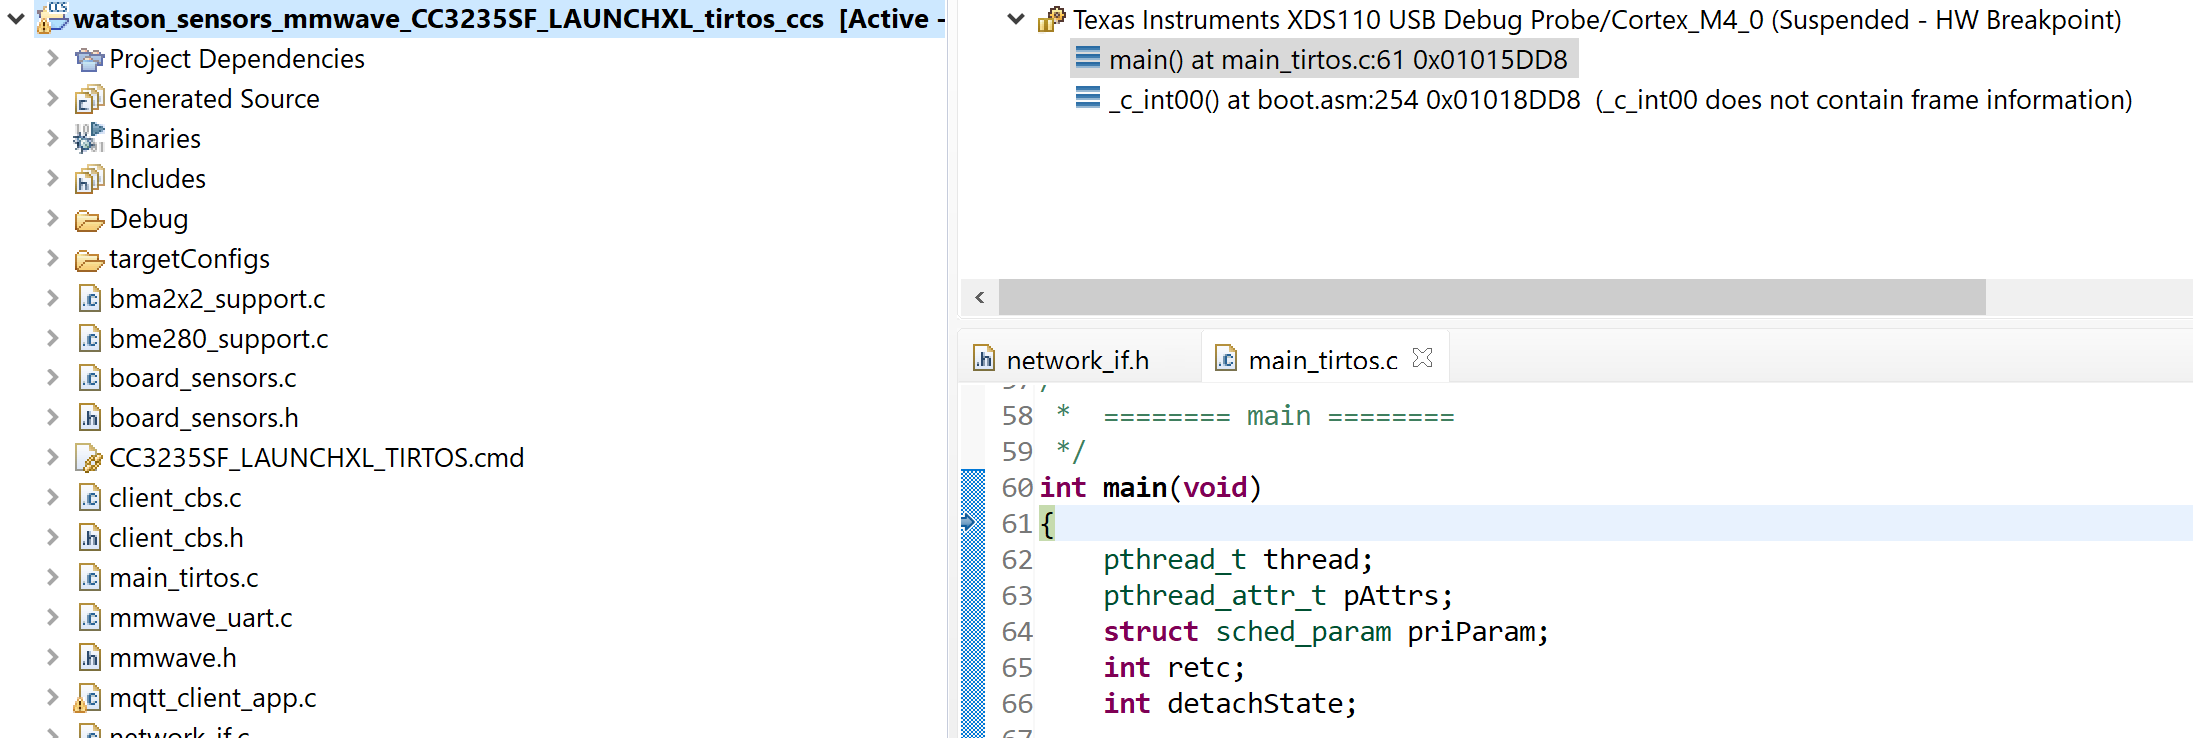 watson_sensors_mmwave_CC3235SF_LAUNCHXL_tirtos_ccs [Active -
Project Dependencies
Generated Source
Binaries
Includes
Debug
targetConfigs
bma2x2_support.c
bme280_support.c
board_sensors.c
board_sensors.h
CC3235SF_LAUNCHXL_TIRTOS.cmd
client_cbs.c
client_cbs.h
main_tirtos.c
mmwave_uart.c
mmwave.h
mqtt_client_app.c
network_if.c
Texas Instruments XDS110 USB Debug Probe/Cortex_M4_0 (Suspended - HW Breakpoint)
main() at main_tirtos.c:61 0x01015DD8
_c_int00() at boot.asm:254 0x01018DD8 (_c_int00 does not contain frame information)
network_if.h
main_tirtos.c
58 * ======== main ========
59 */
60 int main(void)
61 {
62 pthread_t thread;
63 pthread_attr_t pAttrs;
64 struct sched_param priParam;
65 int retc;
66 int detachState;
67